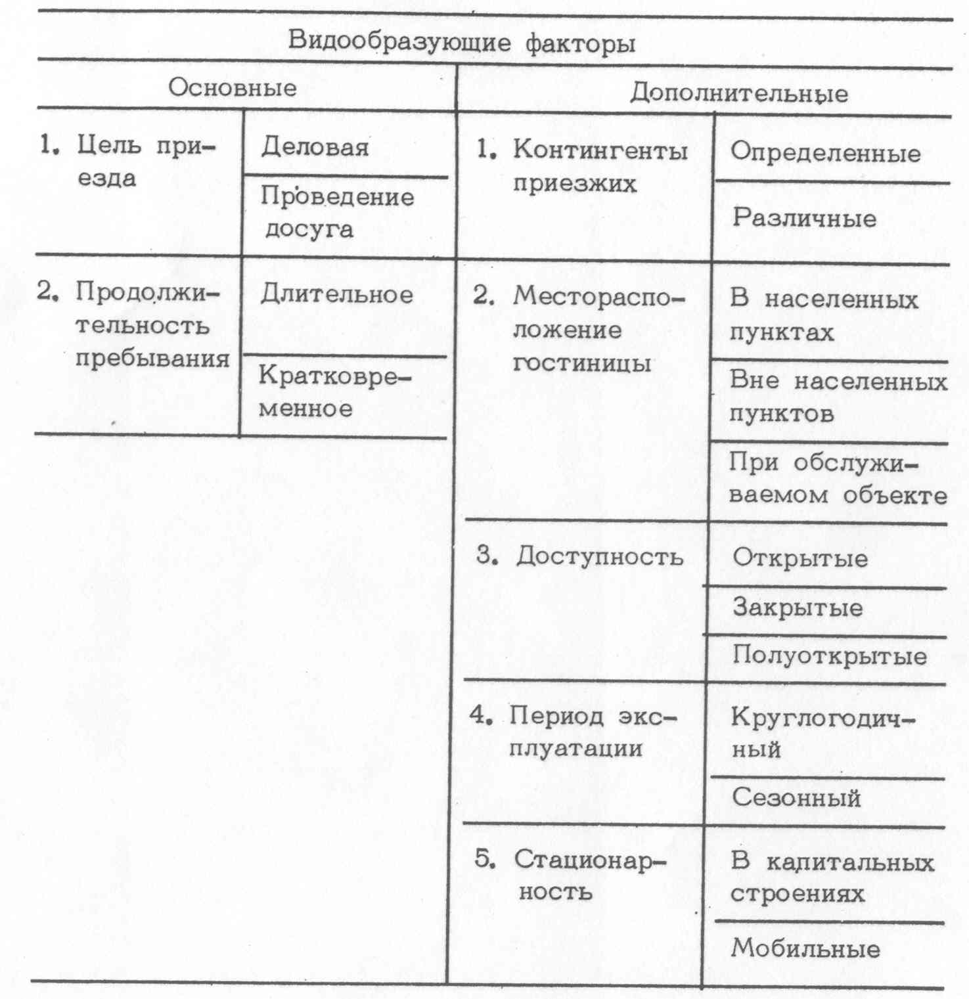 Видообразующие факторы
Основные
Дополнительные
1. Цель при-
езда
Деловая
Проведение
досуга
2. Продолжи-
тельность
пребывания
Длительное
Кратковре-
менное
1. Контингенты
приезжих
Определенные
Различные
2. Месторaспо-
ложение
гостиницы
В населенных
пунктах
Вне населенных
пунктов
При обслужи-
ваемом объекте
3. Доступность
Открытые
Закрытые
Полуоткрытые
4. Период экс-
плуатации
Круглогодич-
ный
Сезонный
5. Стационар-
ность
В капитальных
строениях
Мобильные